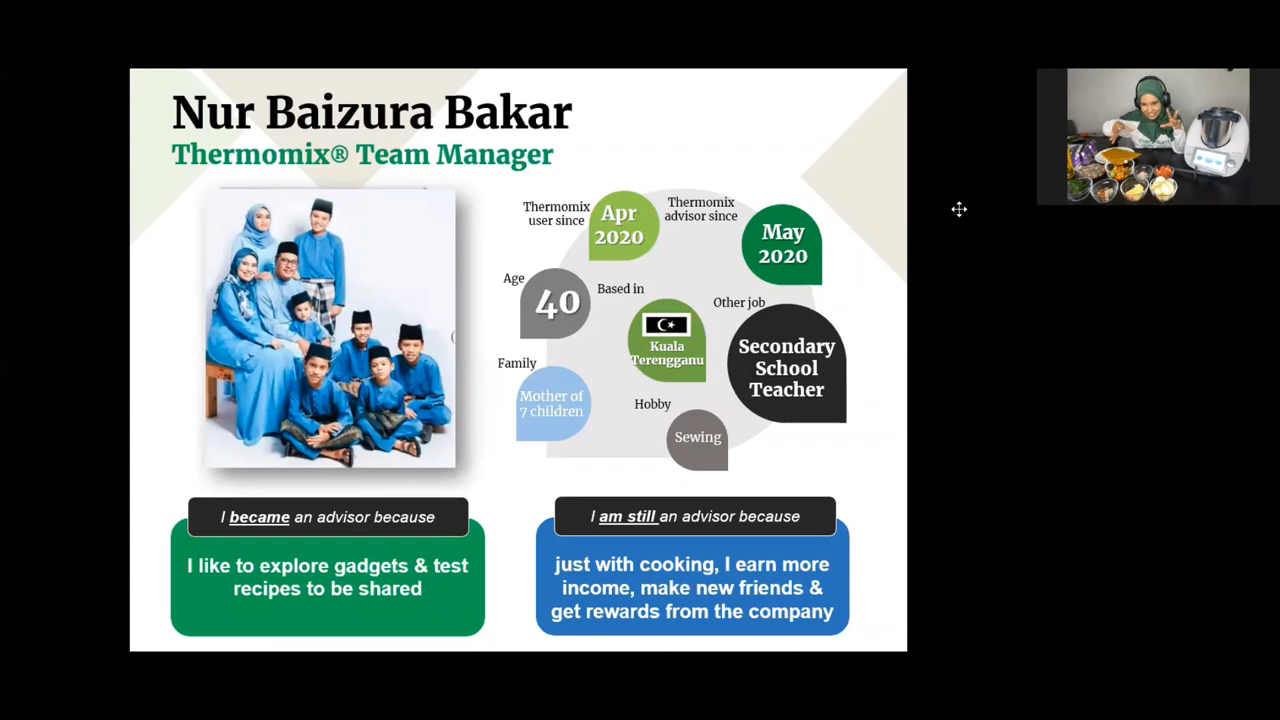 Nur Baizura Bakar
Thermomix® Team Manager
Thermomix
user since
Apr
2020
Thermomix
advisor since
May
2020
Age
40
Based in
Kuala
Terengganu
Other job
Secondary
School
Teacher
Family
Mother of
7 children
Hobby
Sewing
I became an advisor because
I like to explore gadgets & test
recipes to be shared
I am still an advisor because
just with cooking, I earn more
income, make new friends &
get rewards from the company